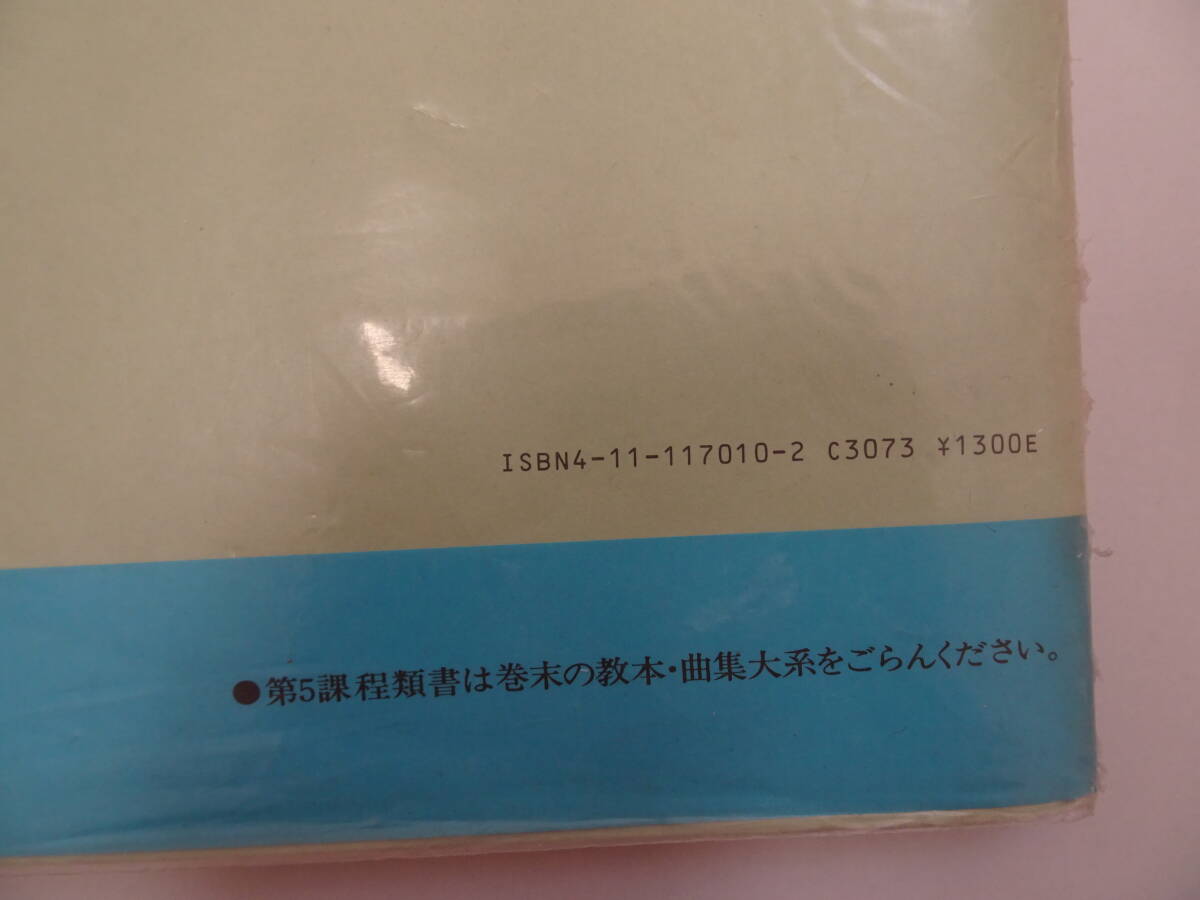 ISBN4-11-117010-2 C3073 ¥1300E
●第5課程類書は巻末の教本・曲集大系をごらんください。